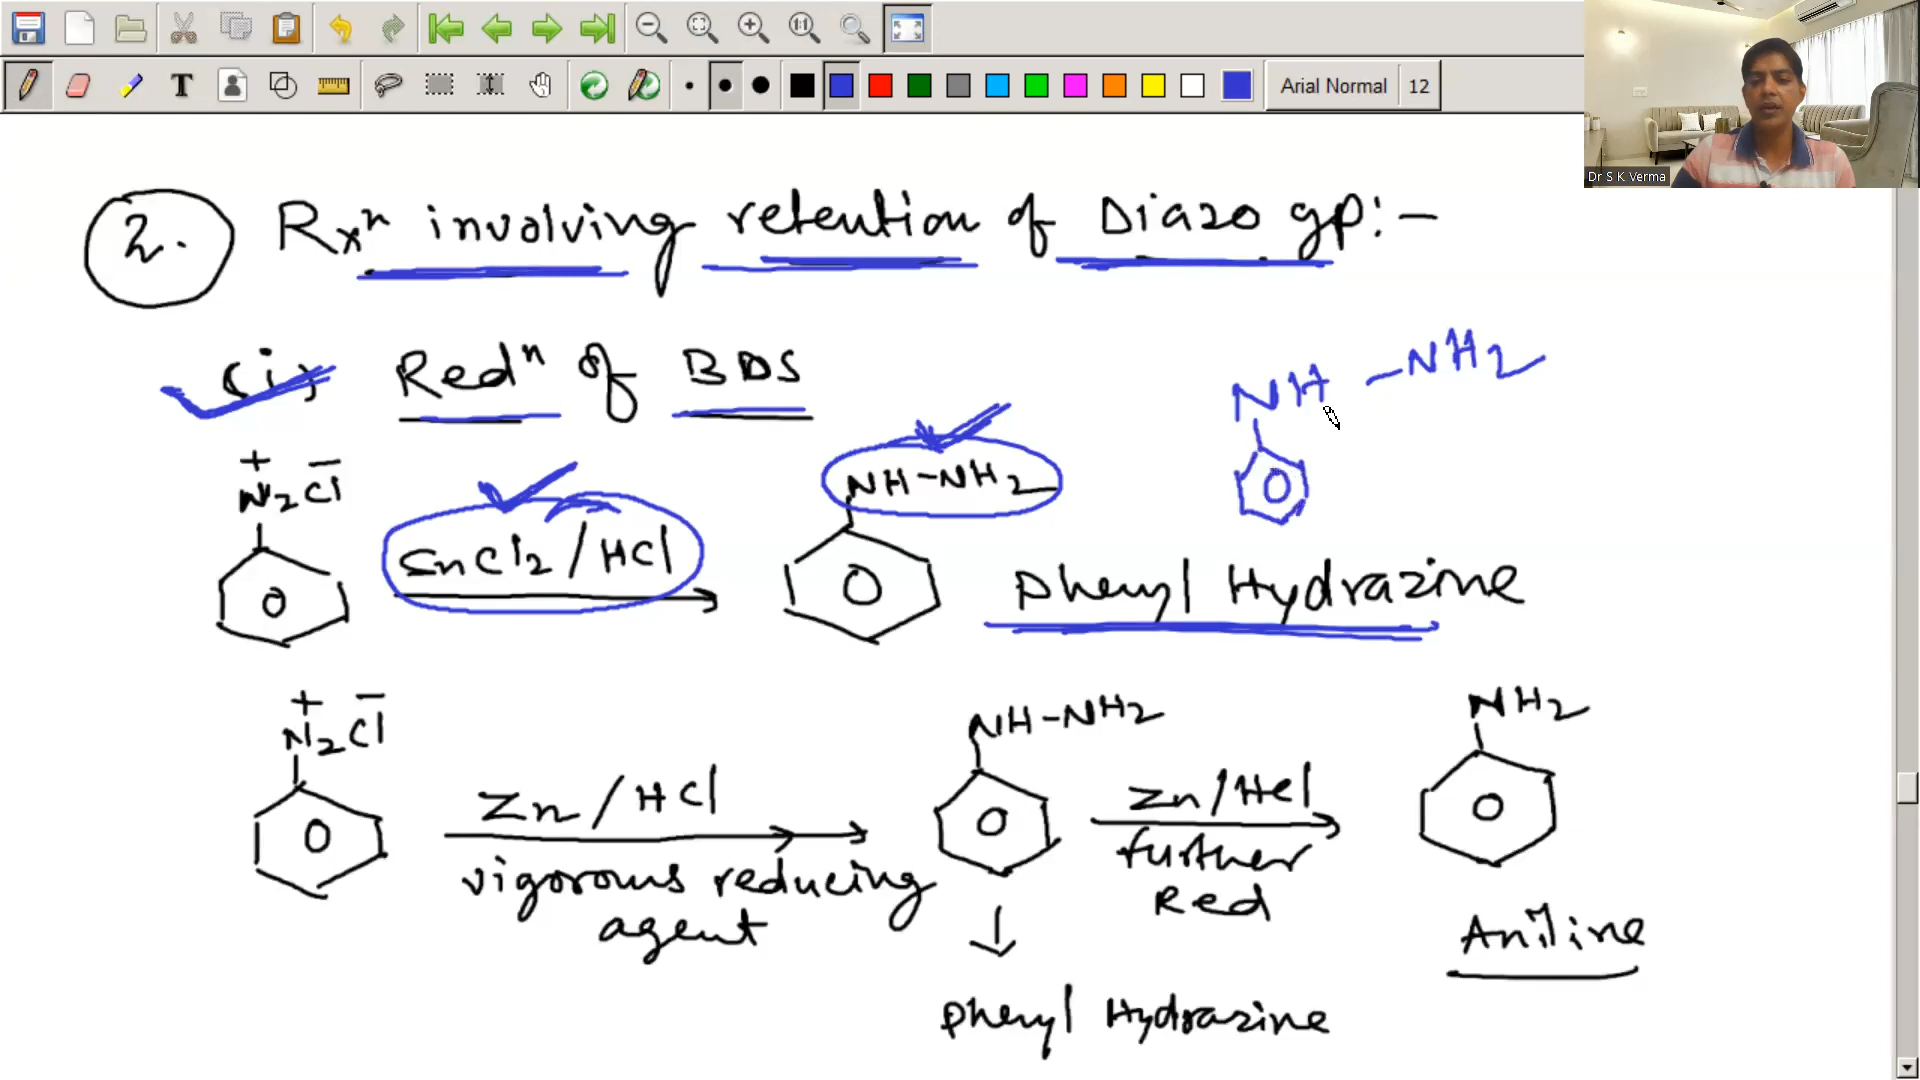 T
1:1
Arial Normal 12
Dr S K Verma
2. Rxn involving retention of Diazo gp:-
(i) Redn of BDS
NH-NH2
+ -
N2Cl
SnCl2/HCl
NH-NH2
Phenyl Hydrazine
+ -
N2Cl
Zn/HCl
vigorous reducing
agent
NH-NH2
Zn/HCl
further
Red
NH2
Aniline
↓
Phenyl Hydrazine